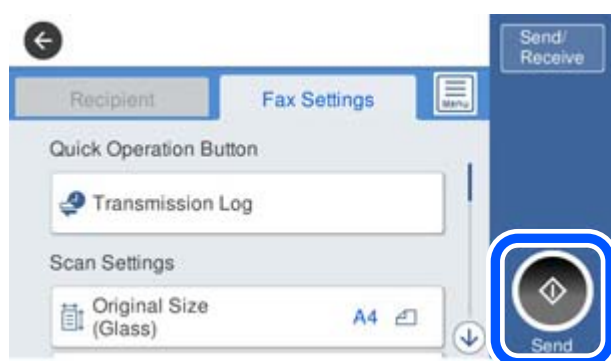 Send/
Receive
Recipient
Fax Settings
Menu
Quick Operation Button
Transmission Log
Scan Settings
Original Size
(Glass)
A4
Send